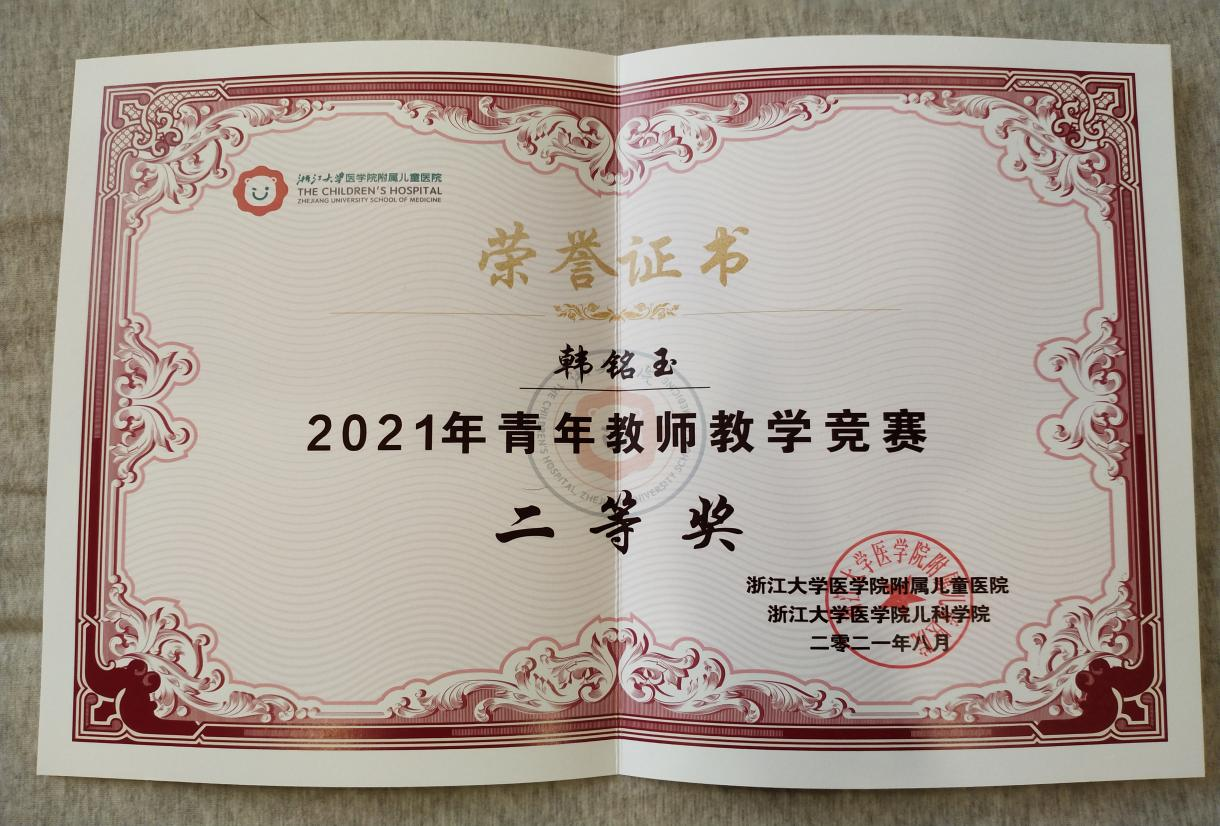 浙江大学医学院附属儿童医院
THE CHILDREN'S HOSPITAL
ZHEJIANG UNIVERSITY SCHOOL OF MEDICINE
荣誉证书
韩铭玉
2021年青年教师教学竞赛
二等奖
浙江大学医学院附属儿童医院
浙江大学医学院儿科学院
二零二一年八月